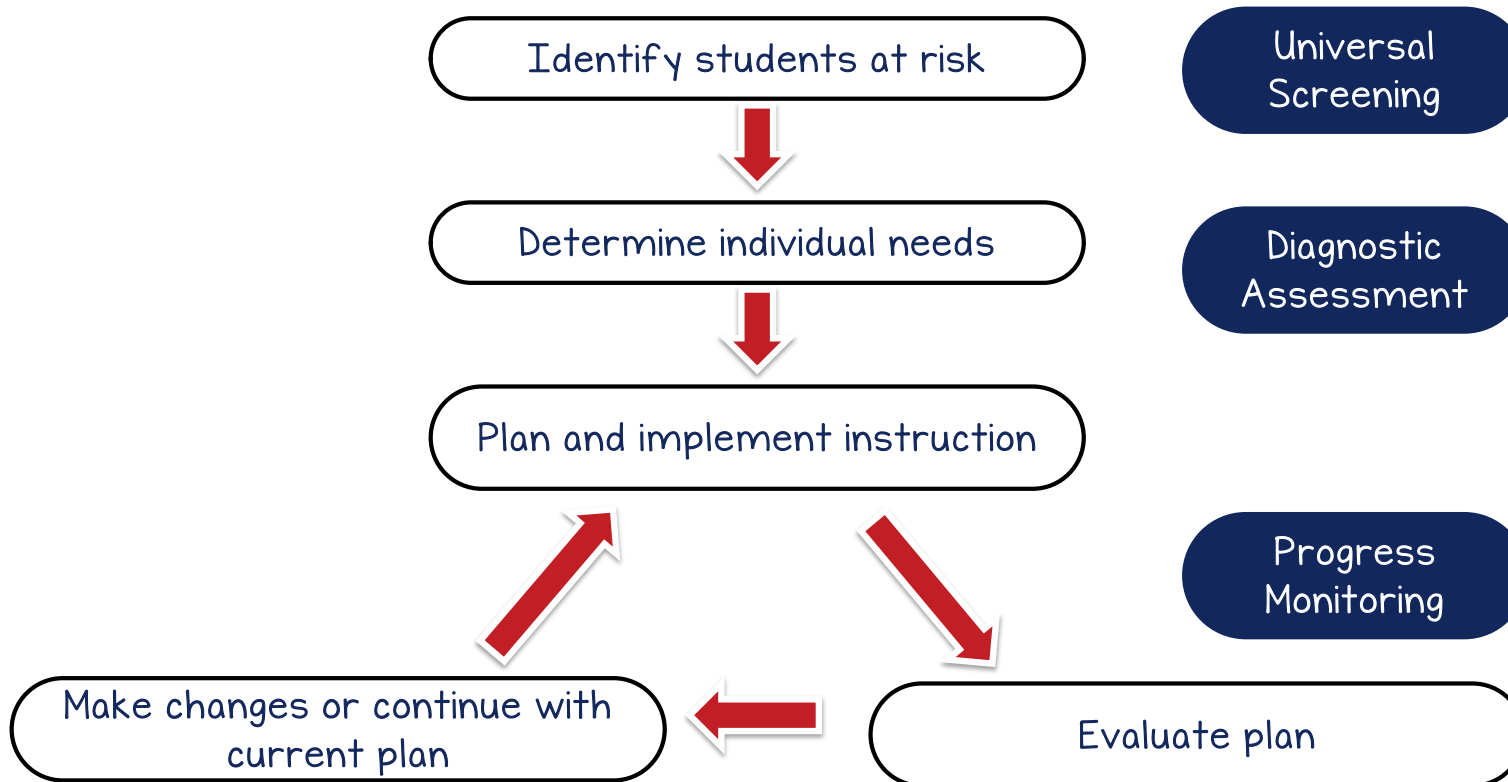 Identify students at risk
Universal
Screening
Determine individual needs
Diagnostic
Assessment
Plan and implement instruction
Progress
Monitoring
Make changes or continue with
current plan
Evaluate plan